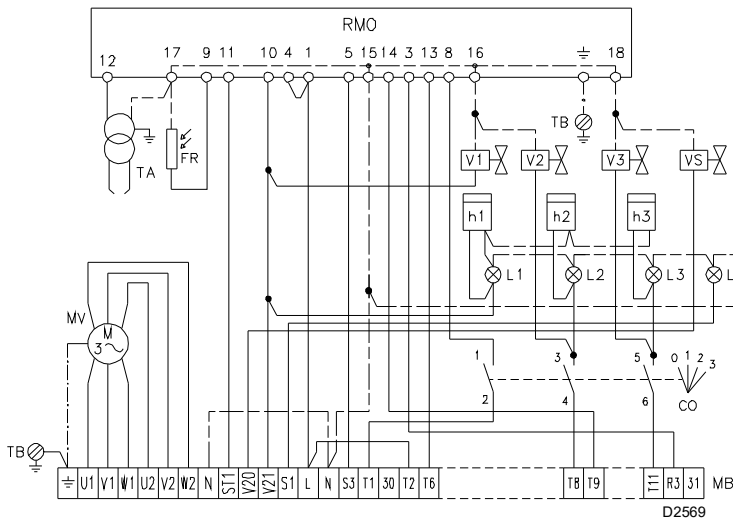 RMO
12 17 9 11 10 4 1 5 15 14 3 13 8 16 18
TB
FR
TA
V1 V2 V3 VS
h1 h2 h3
L1 L2 L3 L
MV
M
3
1 3 5 0 1 2 3
2 4 6
CO
TB
U1 V1 W1 U2 V2 W2 N ST1 V20 V21 S1 L N S3 T1 30 T2 T6 T8 T9 T11 R3 31 MB
D2569